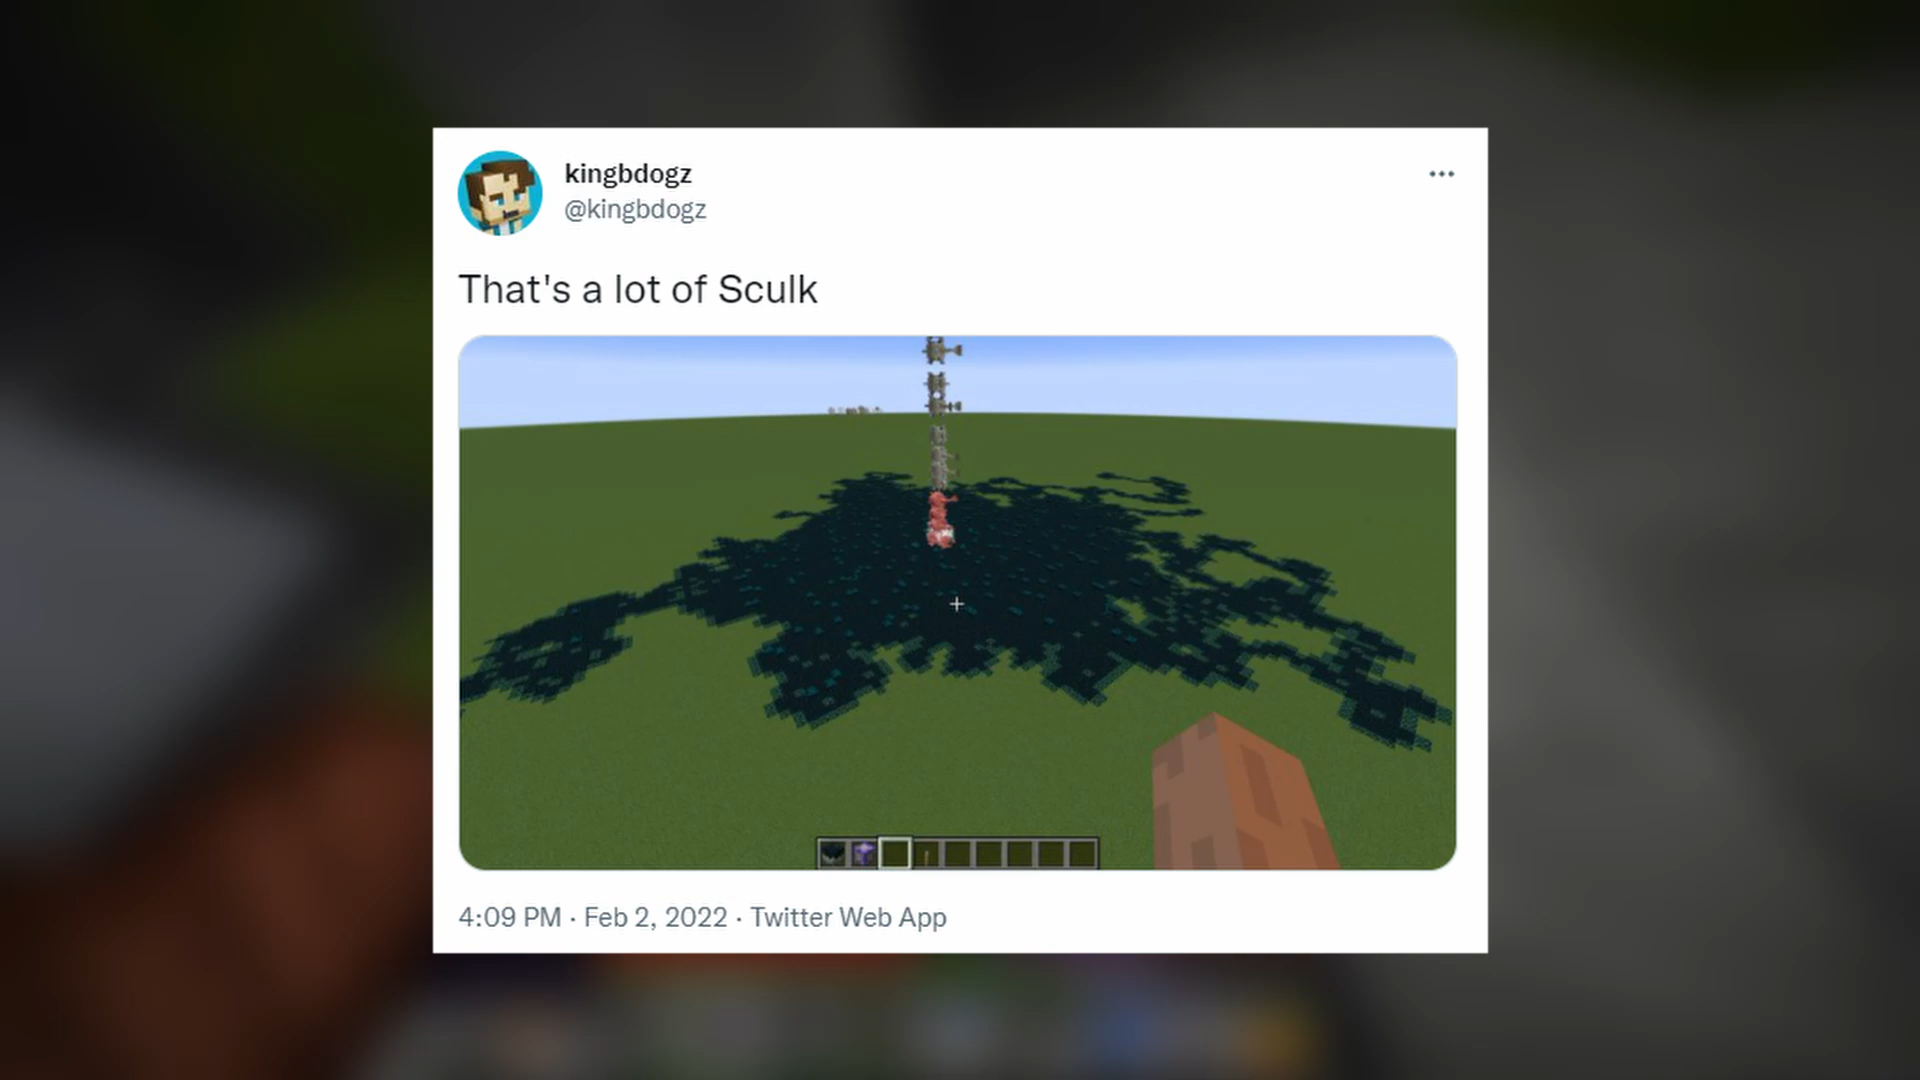 kingbdogz
@kingbdogz
That's a lot of Sculk
4:09 PM · Feb 2, 2022 · Twitter Web App